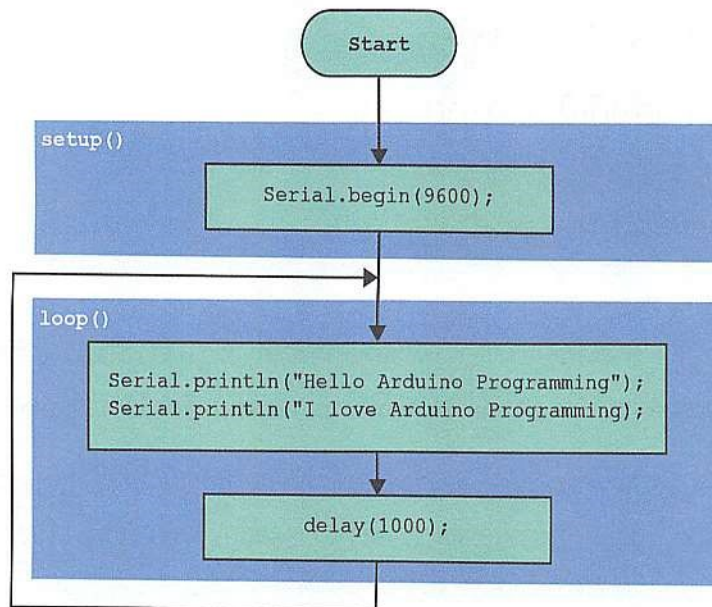 Start
setup()
Serial.begin(9600);
loop()
Serial.println("Hello Arduino Programming");
Serial.println("I love Arduino Programming);
delay(1000);